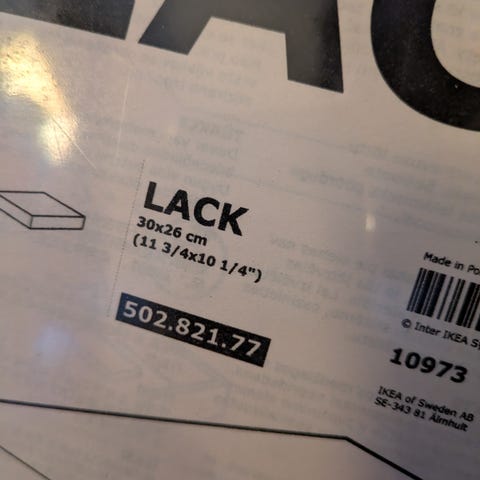 LACK
30x26 cm
(11 3/4x10 1/4")
502.821.77
Made in
© Inter IKEA
10973
IKEA of Sweden AB
SE-343 81 Älmhult